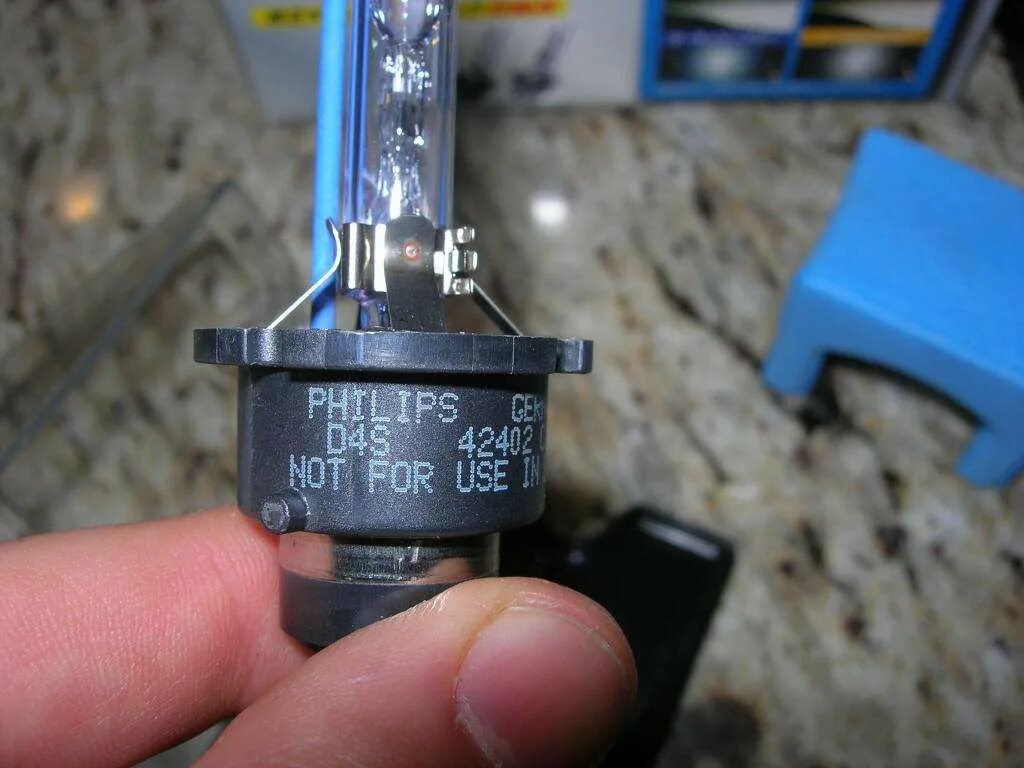 PHILIPS
D4S 42402
NOT FOR USE IN